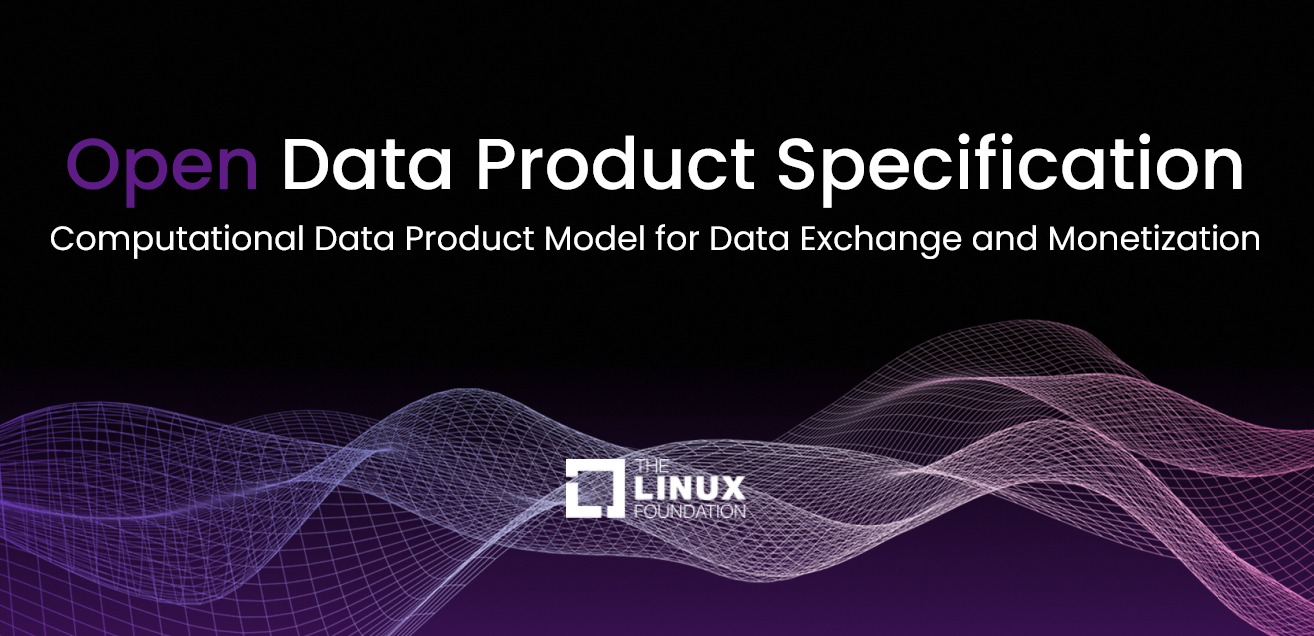 Open Data Product Specification
Computational Data Product Model for Data Exchange and Monetization
THE
LINUX
FOUNDATION